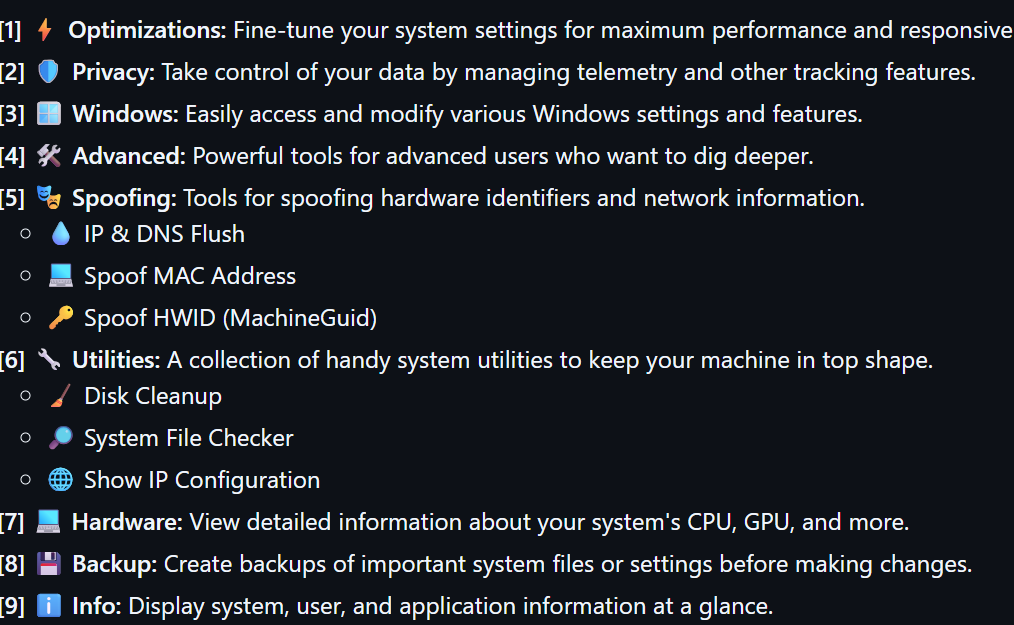 [1] ⚡ Optimizations: Fine-tune your system settings for maximum performance and responsive
[2] 🛡️ Privacy: Take control of your data by managing telemetry and other tracking features.
[3] 🪟 Windows: Easily access and modify various Windows settings and features.
[4] 🛠️ Advanced: Powerful tools for advanced users who want to dig deeper.
[5] 🎭 Spoofing: Tools for spoofing hardware identifiers and network information.
○ 💧 IP & DNS Flush
○ 💻 Spoof MAC Address
○ 🔑 Spoof HWID (MachineGuid)
[6] 🔧 Utilities: A collection of handy system utilities to keep your machine in top shape.
○ 🧹 Disk Cleanup
○ 🔎 System File Checker
○ 🌐 Show IP Configuration
[7] 💻 Hardware: View detailed information about your system's CPU, GPU, and more.
[8] 💾 Backup: Create backups of important system files or settings before making changes.
[9] ℹ️ Info: Display system, user, and application information at a glance.